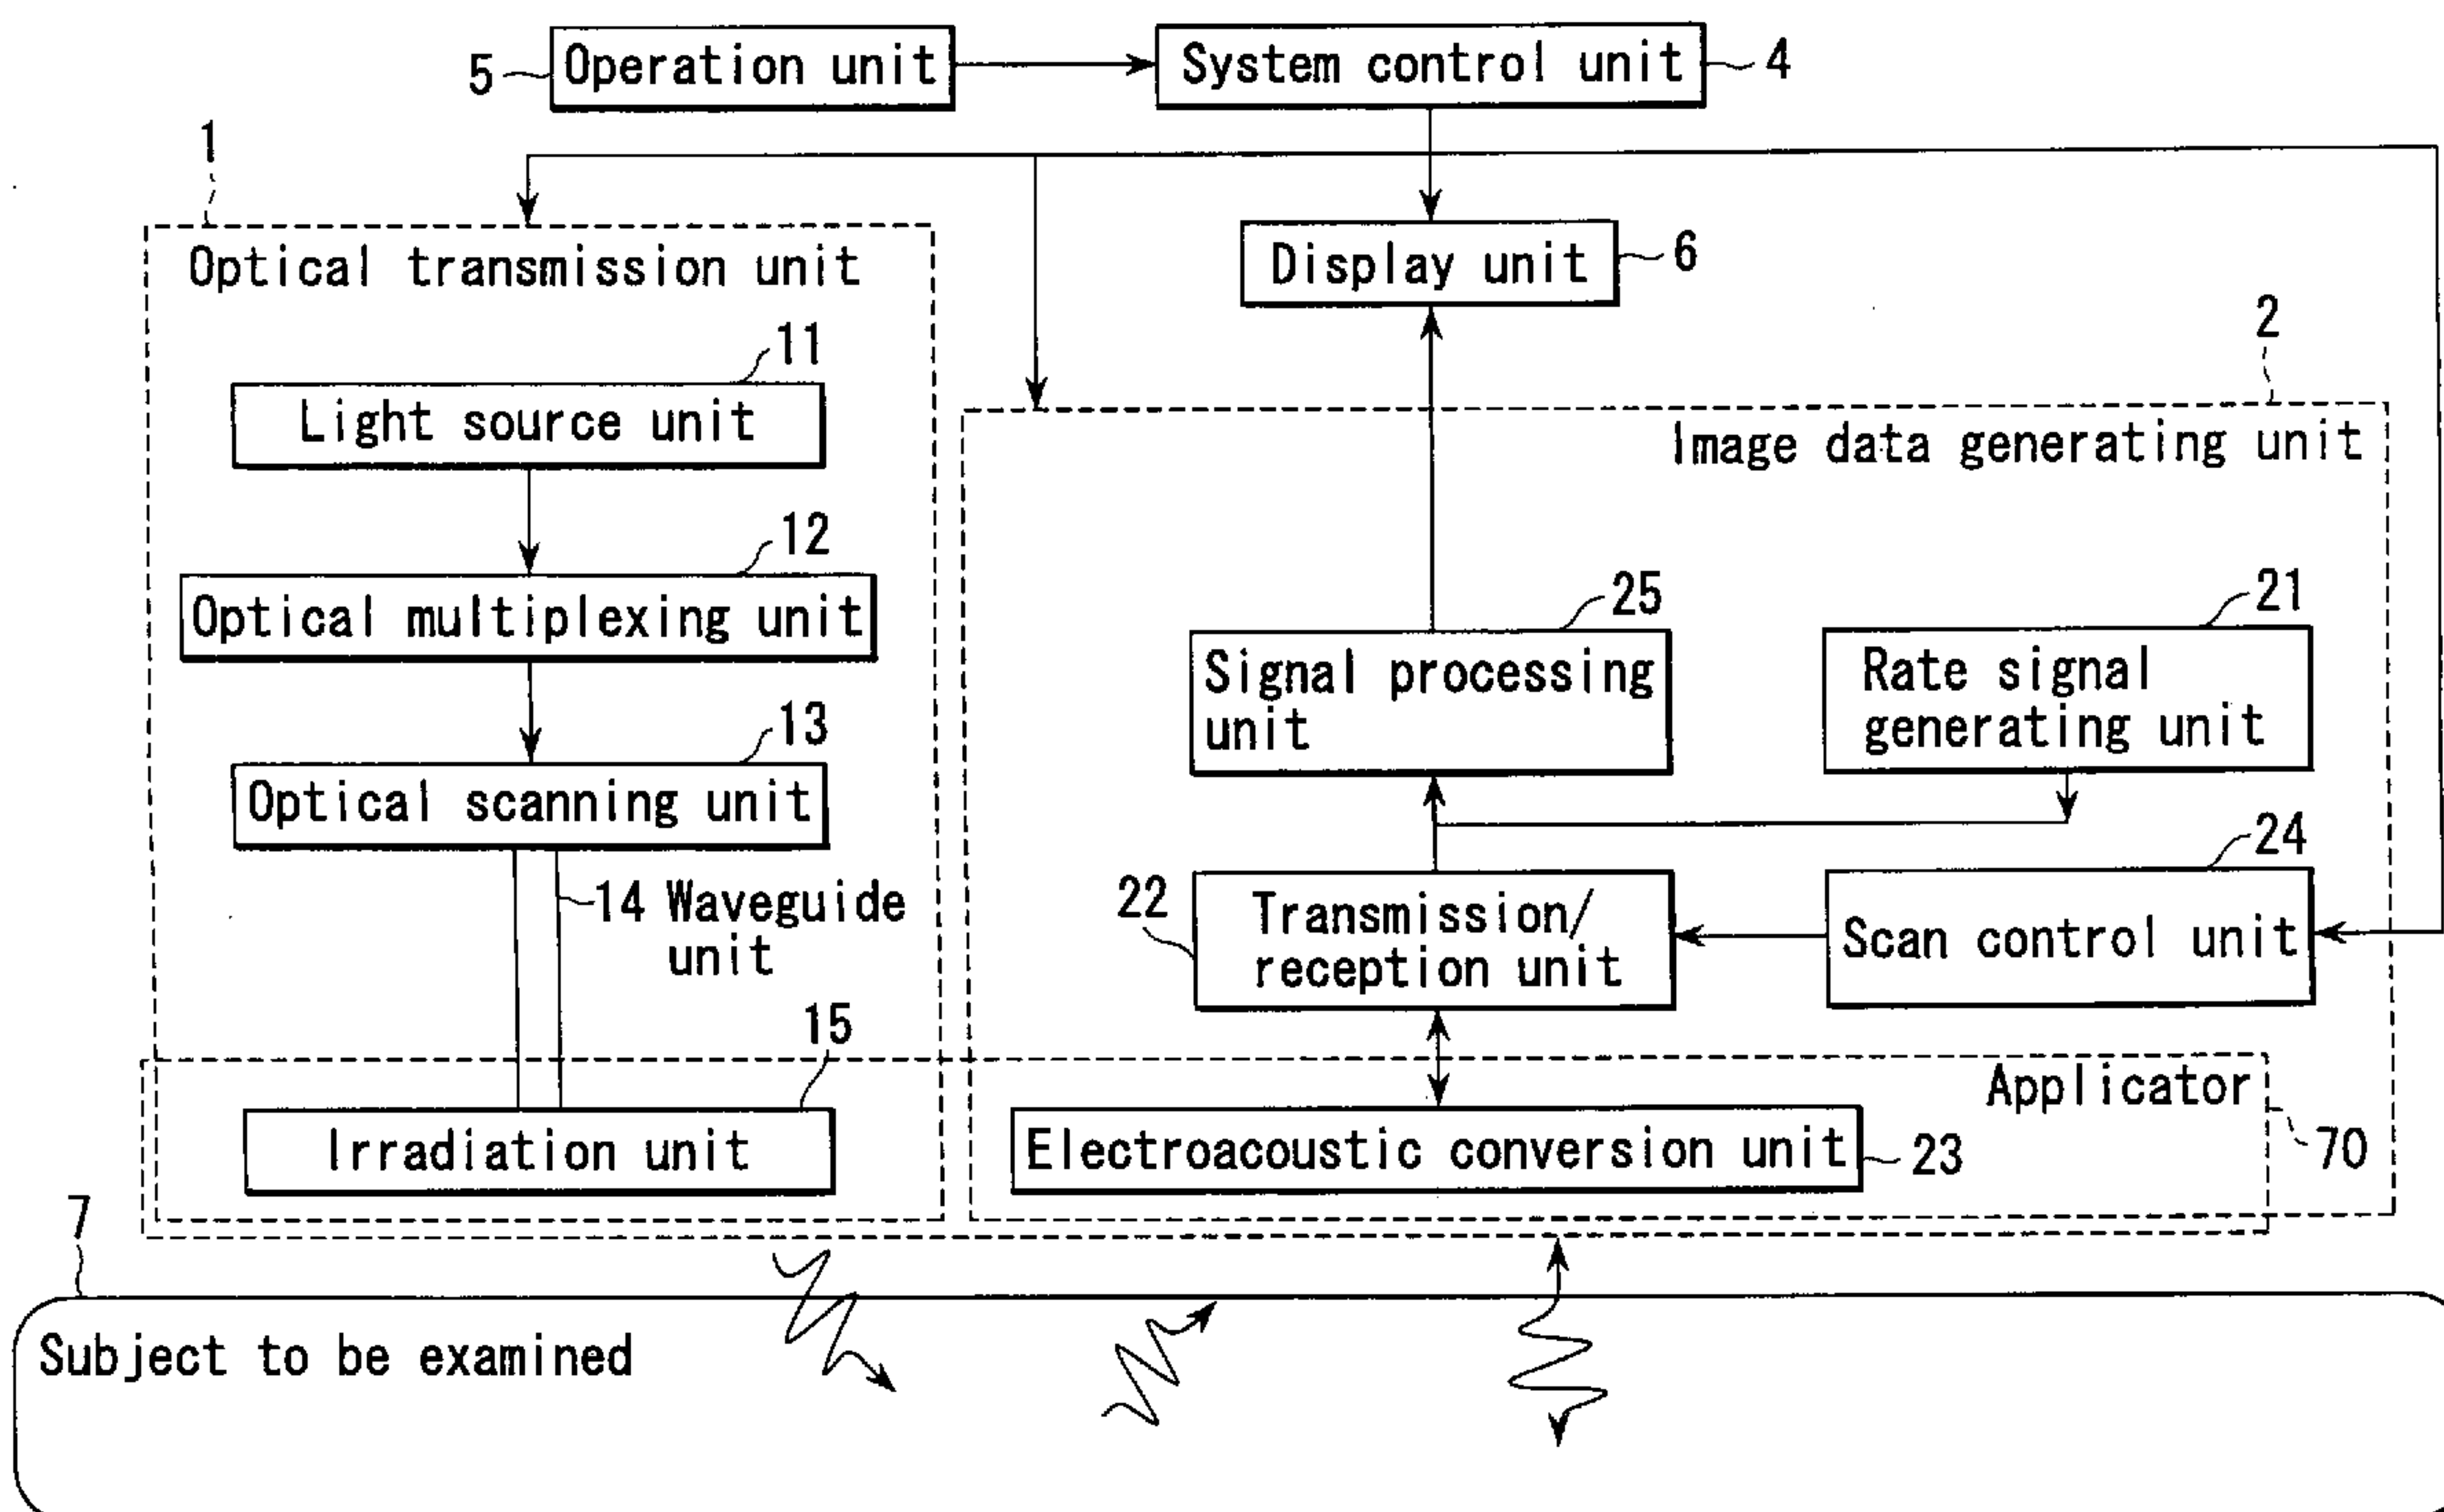 5
Operation unit
System control unit
4
1
Optical transmission unit
Display unit
6
2
Image data generating unit
11
Light source unit
12
Optical multiplexing unit
25
Signal processing
unit
21
Rate signal
generating unit
13
Optical scanning unit
14 Waveguide
unit
22
Transmission/
reception unit
24
Scan control unit
15
Irradiation unit
Applicator
70
Electroacoustic conversion unit
23
7
Subject to be examined